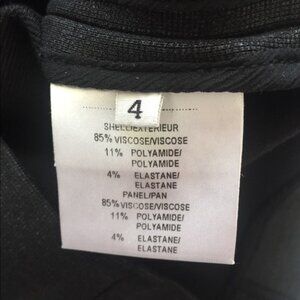 4
SHELL/EXTERIEUR
85% VISCOSE/VISCOSE
11% POLYAMIDE/
POLYAMIDE
4% ELASTANE/
ELASTANE
PANEL/PAN
85% VISCOSE/VISCOSE
11% POLYAMIDE/
POLYAMIDE
4% ELASTANE/
ELASTANE